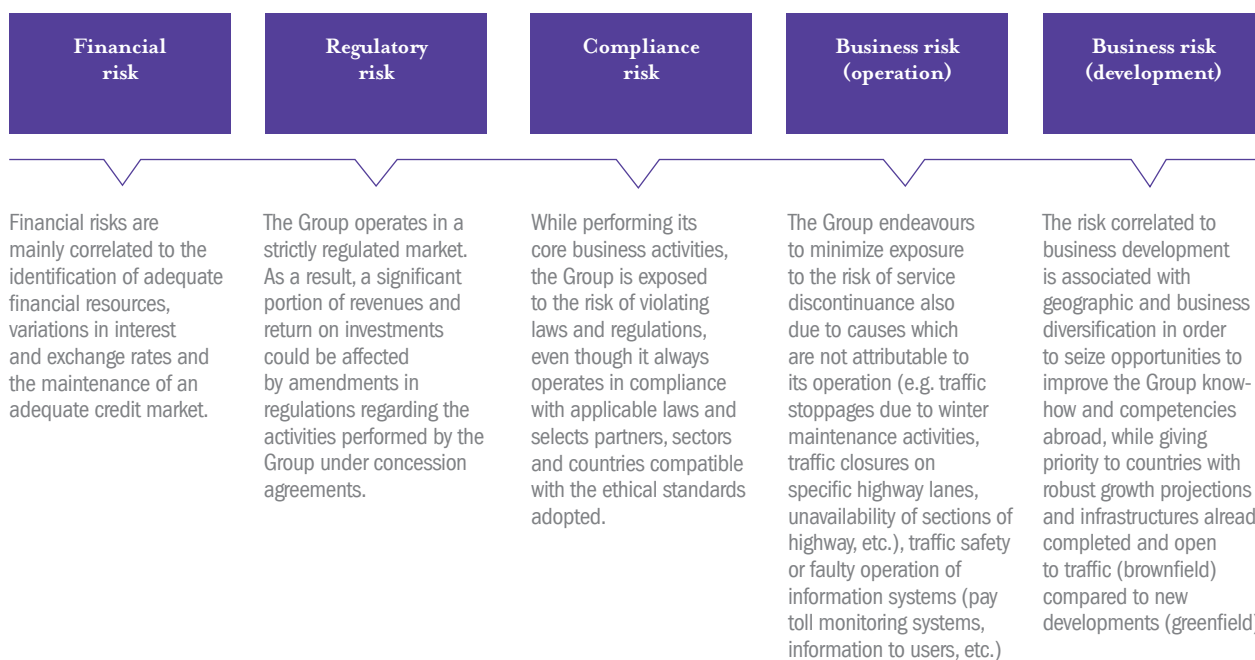 Financial
risk
Regulatory
risk
Compliance
risk
Business risk
(operation)
Business risk
(development)
Financial risks are
mainly correlated to the
identification of adequate
financial resources,
variations in interest
and exchange rates and
the maintenance of an
adequate credit market.
The Group operates in a
strictly regulated market.
As a result, a significant
portion of revenues and
return on investments
could be affected
by amendments in
regulations regarding the
activities performed by the
Group under concession
agreements.
While performing its
core business activities,
the Group is exposed
to the risk of violating
laws and regulations,
even though it always
operates in compliance
with applicable laws and
selects partners, sectors
and countries compatible
with the ethical standards
adopted.
The Group endeavours
to minimize exposure
to the risk of service
discontinuance also
due to causes which
are not attributable to
its operation (e.g. traffic
stoppages due to winter
maintenance activities,
traffic closures on
specific highway lanes,
unavailability of sections of
highway, etc.), traffic safety
or faulty operation of
information systems (pay
toll monitoring systems,
information to users, etc.)
The risk correlated to
business development
is associated with
geographic and business
diversification in order
to seize opportunities to
improve the Group know-
how and competencies
abroad, while giving
priority to countries with
robust growth projections
and infrastructures alread
completed and open
to traffic (brownfield)
compared to new
developments (greenfield)